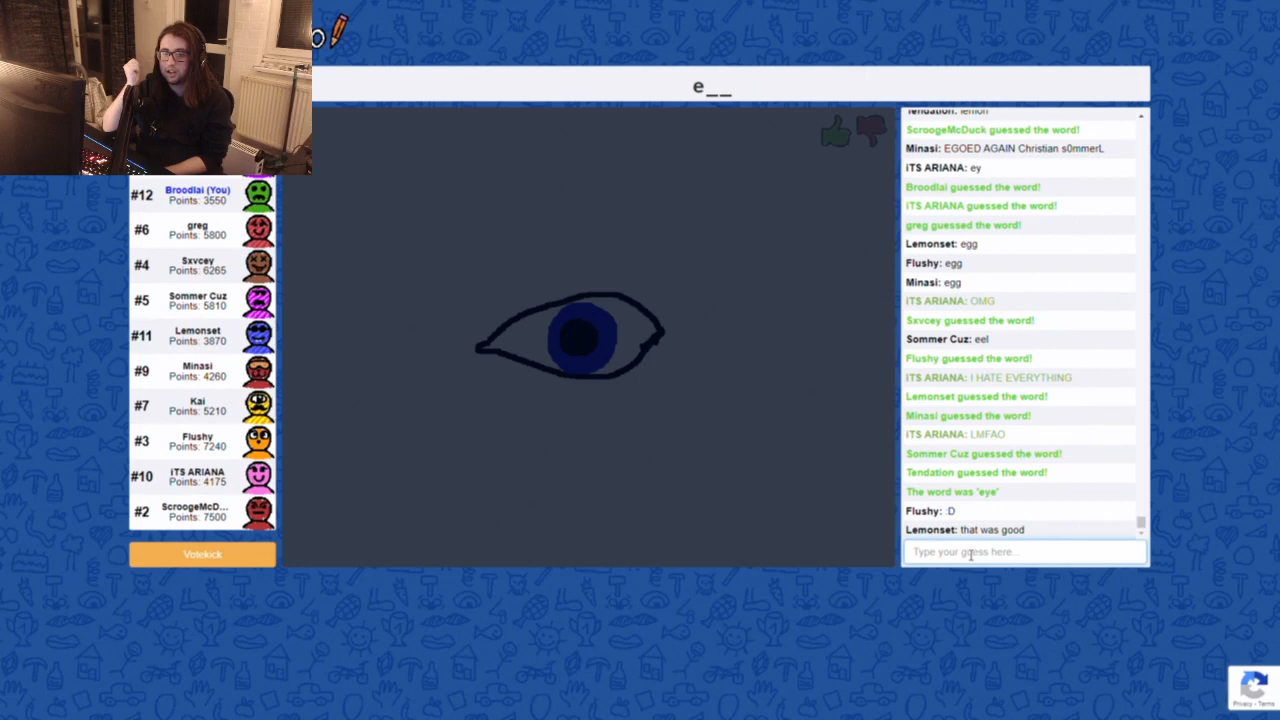 o
e__
#12 Broodlai (You)
Points: 3550
#6 greg
Points: 5800
#4 Sxvcey
Points: 6265
#5 Sommer Cuz
Points: 5810
#11 Lemonset
Points: 3870
#9 Minasi
Points: 4260
#7 Kai
Points: 5210
#3 Flushy
Points: 7240
#10 iTS ARIANA
Points: 4175
#2 ScroogeMcD...
Points: 7500
Votekick
Tendation: lemon
ScroogeMcDuck guessed the word!
Minasi: EGOED AGAIN Christian s0mmerL
iTS ARIANA: ey
Broodlai guessed the word!
iTS ARIANA guessed the word!
greg guessed the word!
Lemonset: egg
Flushy: egg
Minasi: egg
iTS ARIANA: OMG
Sxvcey guessed the word!
Sommer Cuz: eel
Flushy guessed the word!
iTS ARIANA: I HATE EVERYTHING
Lemonset guessed the word!
Minasi guessed the word!
iTS ARIANA: LMFAO
Sommer Cuz guessed the word!
Tendation guessed the word!
The word was 'eye'
Flushy: :D
Lemonset: that was good
Type your guess here...
Privacy - Terms